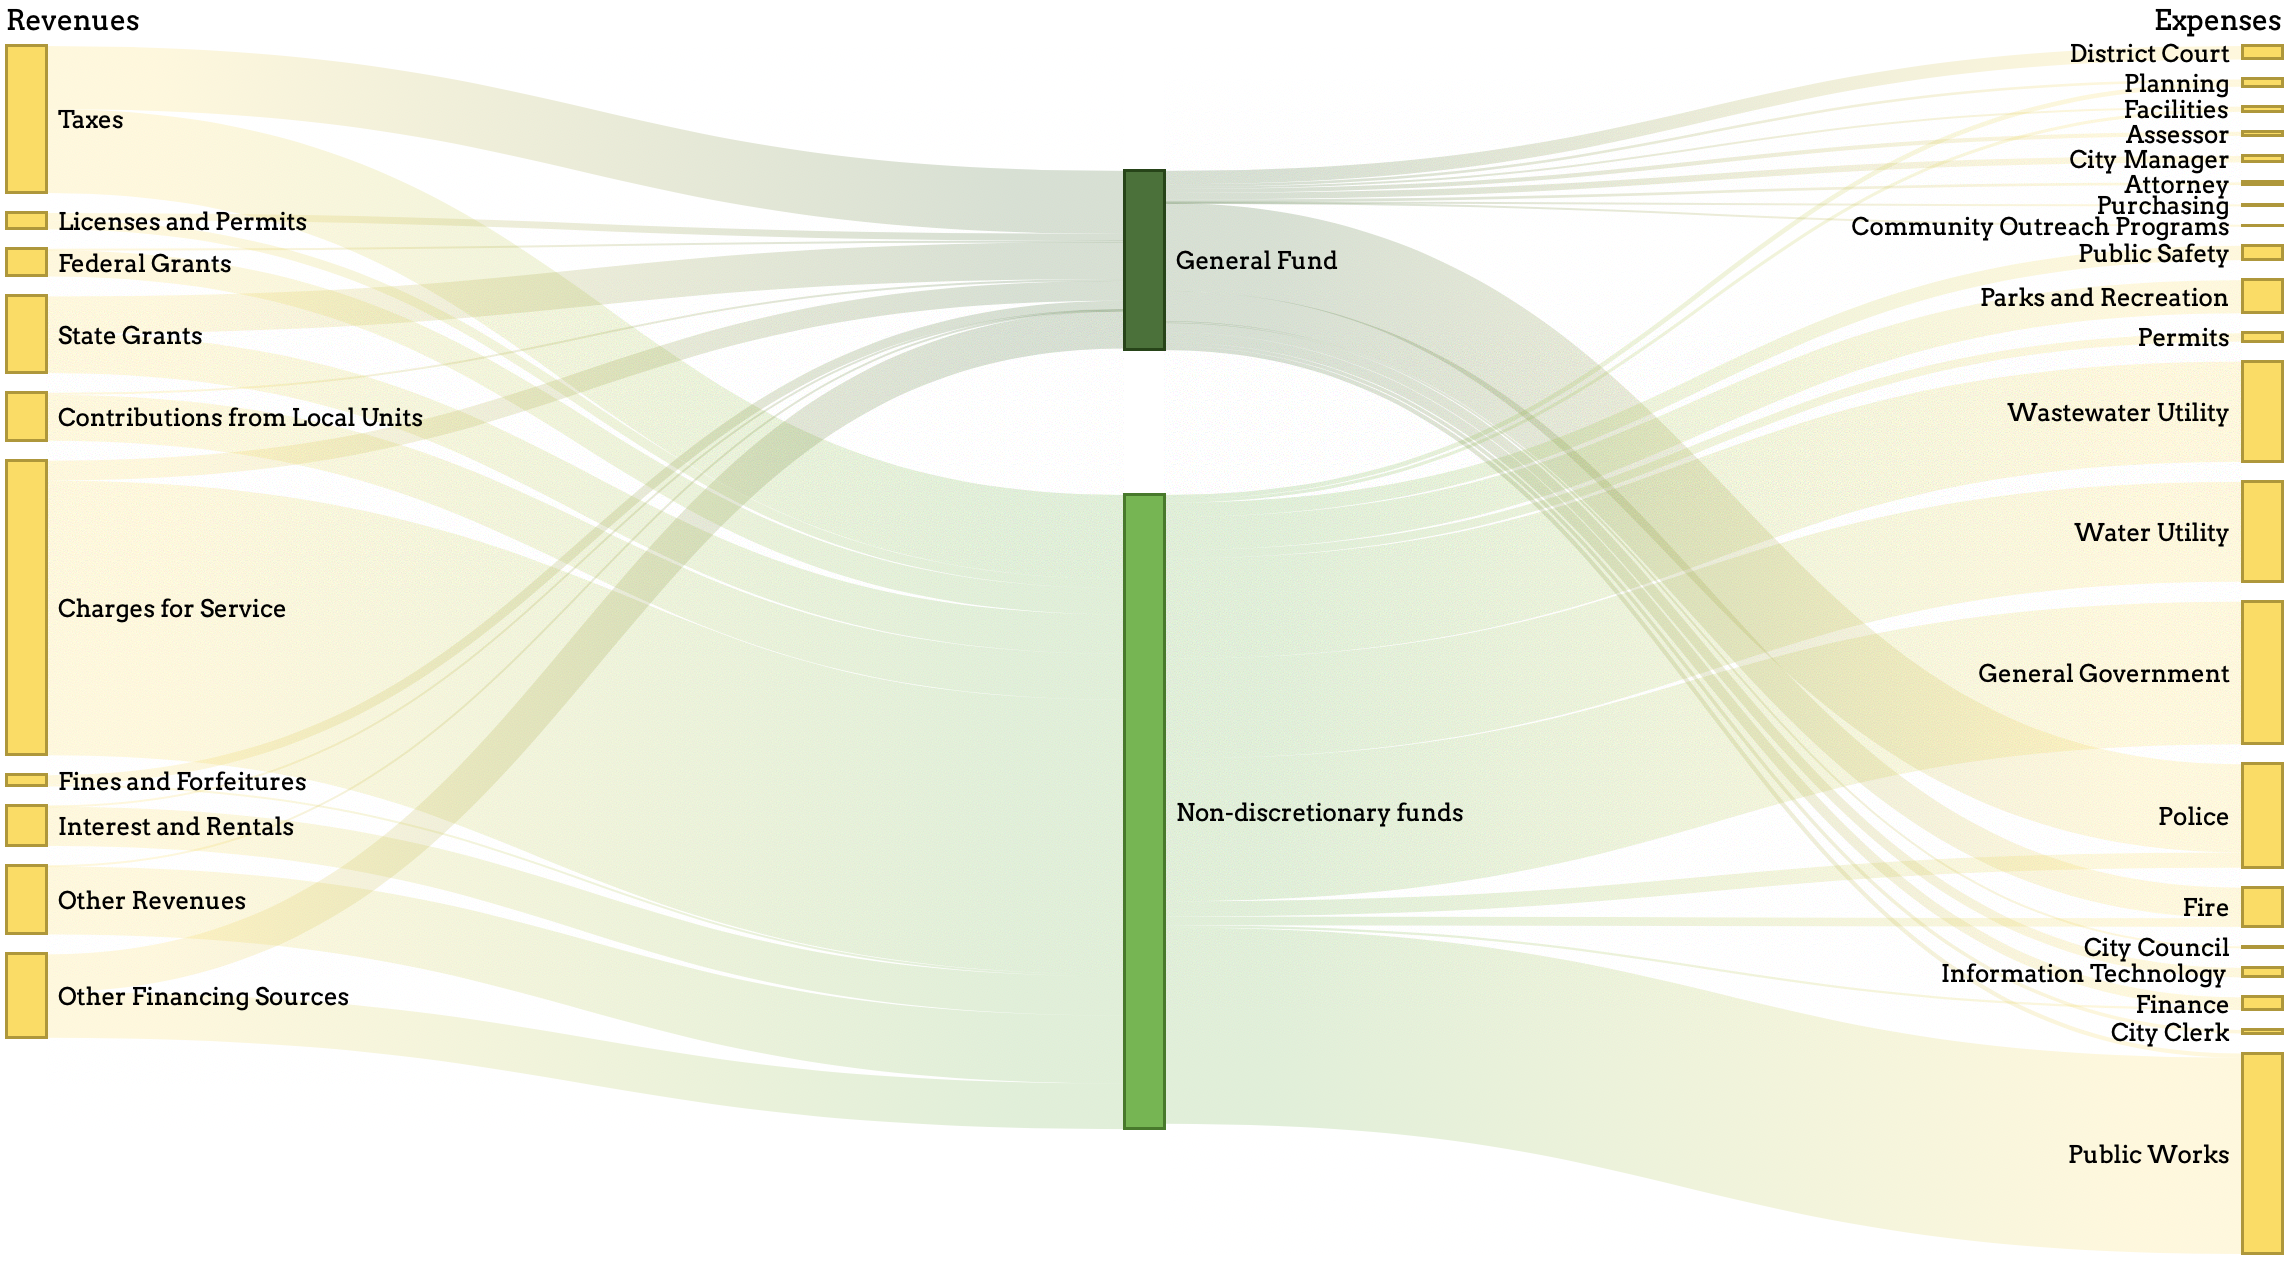 Revenues
Expenses
Taxes
Licenses and Permits
Federal Grants
State Grants
Contributions from Local Units
Charges for Service
Fines and Forfeitures
Interest and Rentals
Other Revenues
Other Financing Sources
General Fund
Non-discretionary funds
District Court
Planning
Facilities
Assessor
City Manager
Attorney
Purchasing
Community Outreach Programs
Public Safety
Parks and Recreation
Permits
Wastewater Utility
Water Utility
General Government
Police
Fire
City Council
Information Technology
Finance
City Clerk
Public Works